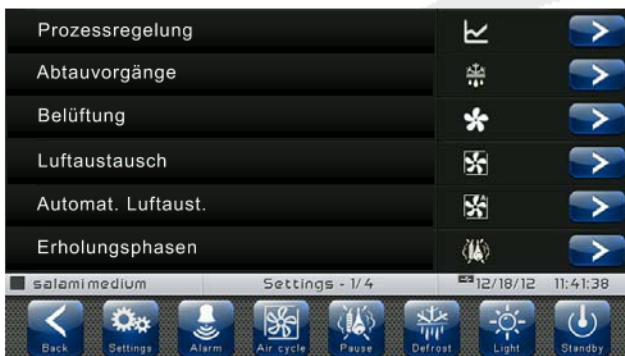 Prozessregelung
Abtauvorgänge
Belüftung
Luftaustausch
Automat. Luftaust.
Erholungsphasen
salamimedium Settings - 1/4 12/18/12 11:41:38
Back Settings Alarm Air cycle Pause Defrost Light Standby